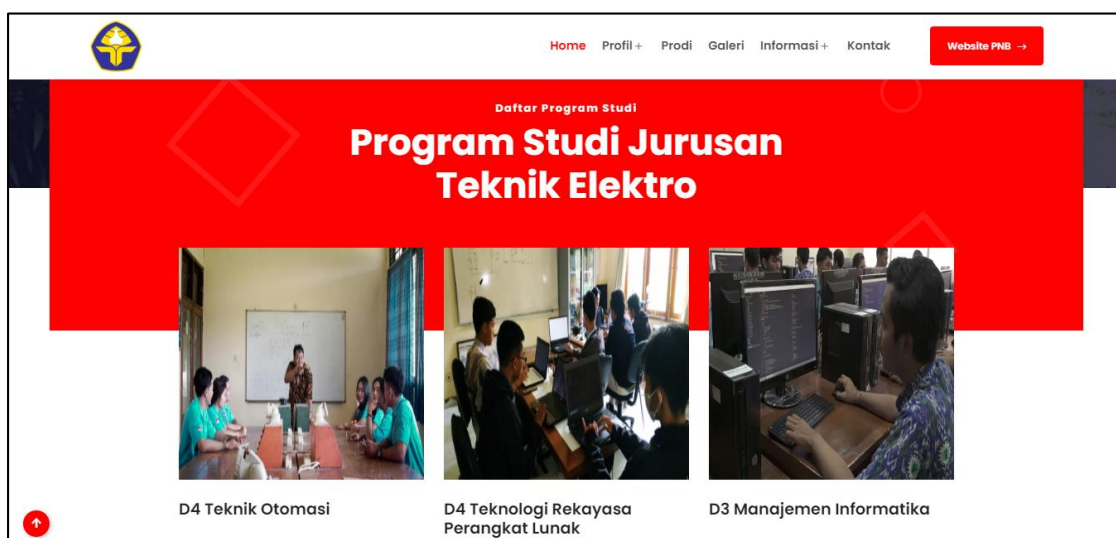 Home Profil + Prodi Galeri Informasi + Kontak Website PNB →
Daftar Program Studi
Program Studi Jurusan
Teknik Elektro
D4 Teknik Otomasi
D4 Teknologi Rekayasa
Perangkat Lunak
D3 Manajemen Informatika